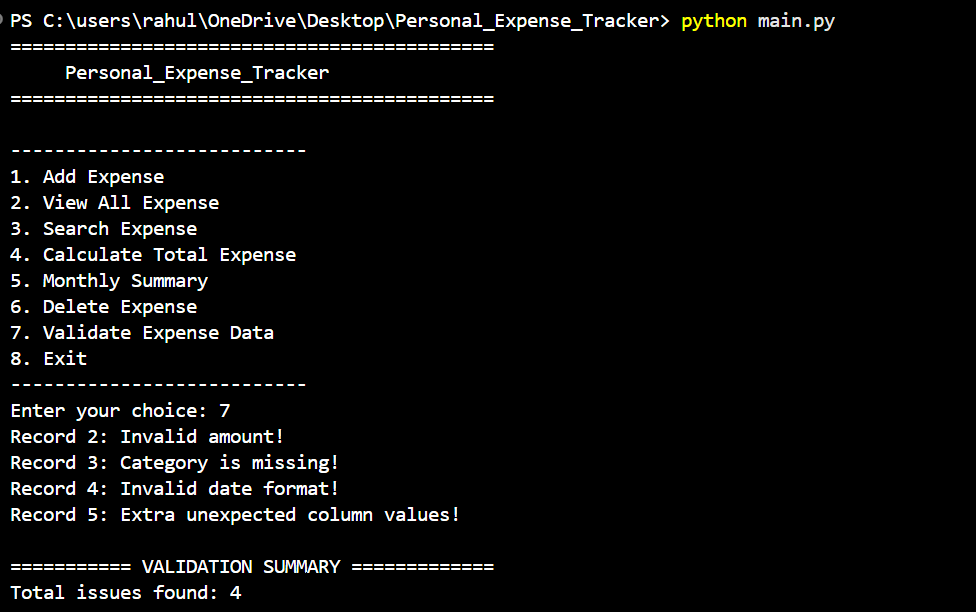 PS C:\users\rahul\OneDrive\Desktop\Personal_Expense_Tracker> python main.py
============================================
     Personal_Expense_Tracker
============================================
---------------------------
1. Add Expense
2. View All Expense
3. Search Expense
4. Calculate Total Expense
5. Monthly Summary
6. Delete Expense
7. Validate Expense Data
8. Exit
---------------------------
Enter your choice: 7
Record 2: Invalid amount!
Record 3: Category is missing!
Record 4: Invalid date format!
Record 5: Extra unexpected column values!
=========== VALIDATION SUMMARY =============
Total issues found: 4